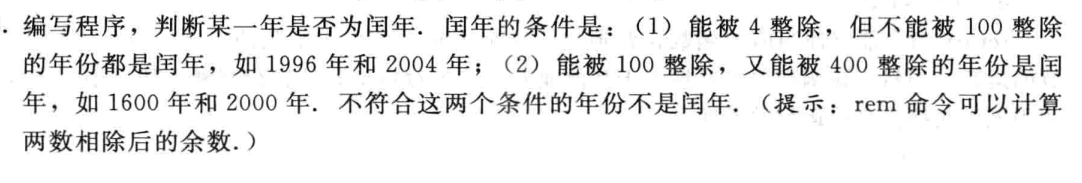 . 编写程序，判断某一年是否为闰年．闰年的条件是：（1）能被 4 整除，但不能被 100 整除
的年份都是闰年，如 1996 年和 2004 年；（2）能被 100 整除，又能被 400 整除的年份是闰
年，如 1600 年和 2000 年．不符合这两个条件的年份不是闰年．（提示：rem 命令可以计算
两数相除后的余数．）